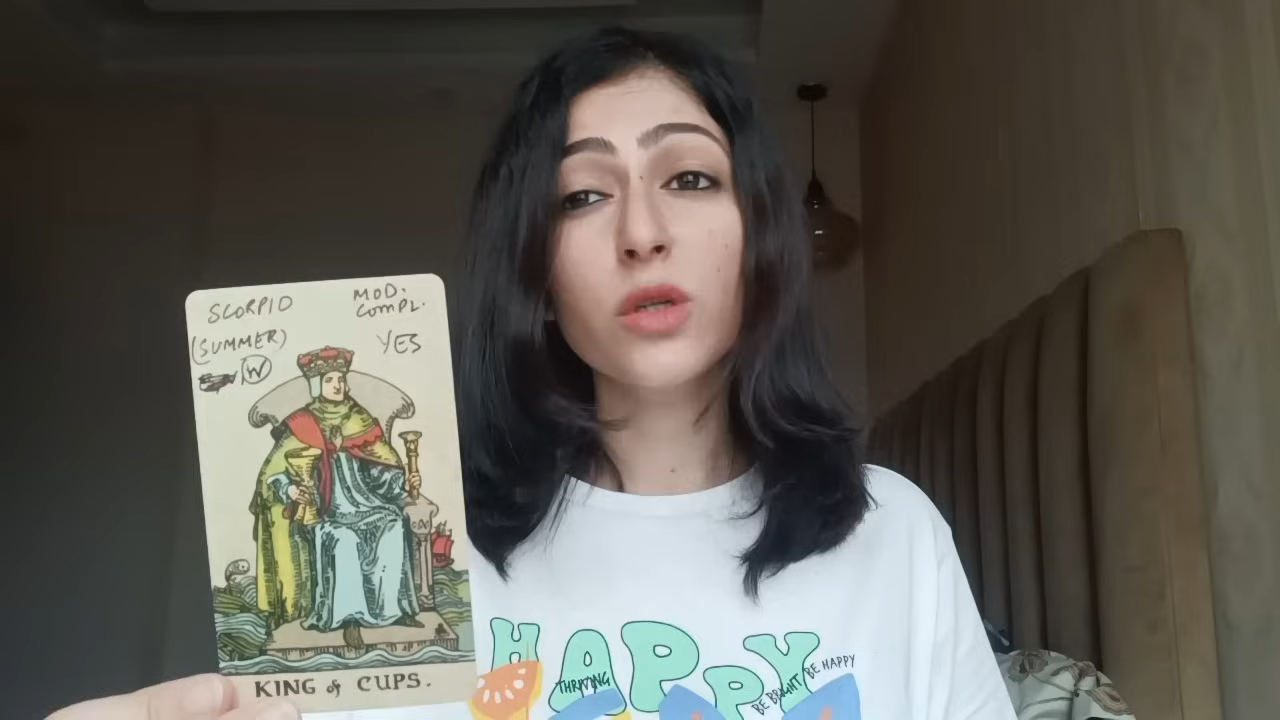 SCORPIO
(SUMMER)
W
MOD.
COMPL.
YES
KING of CUPS.
HAPPY
THRIVING
BE BRIGHT
BE HAPPY